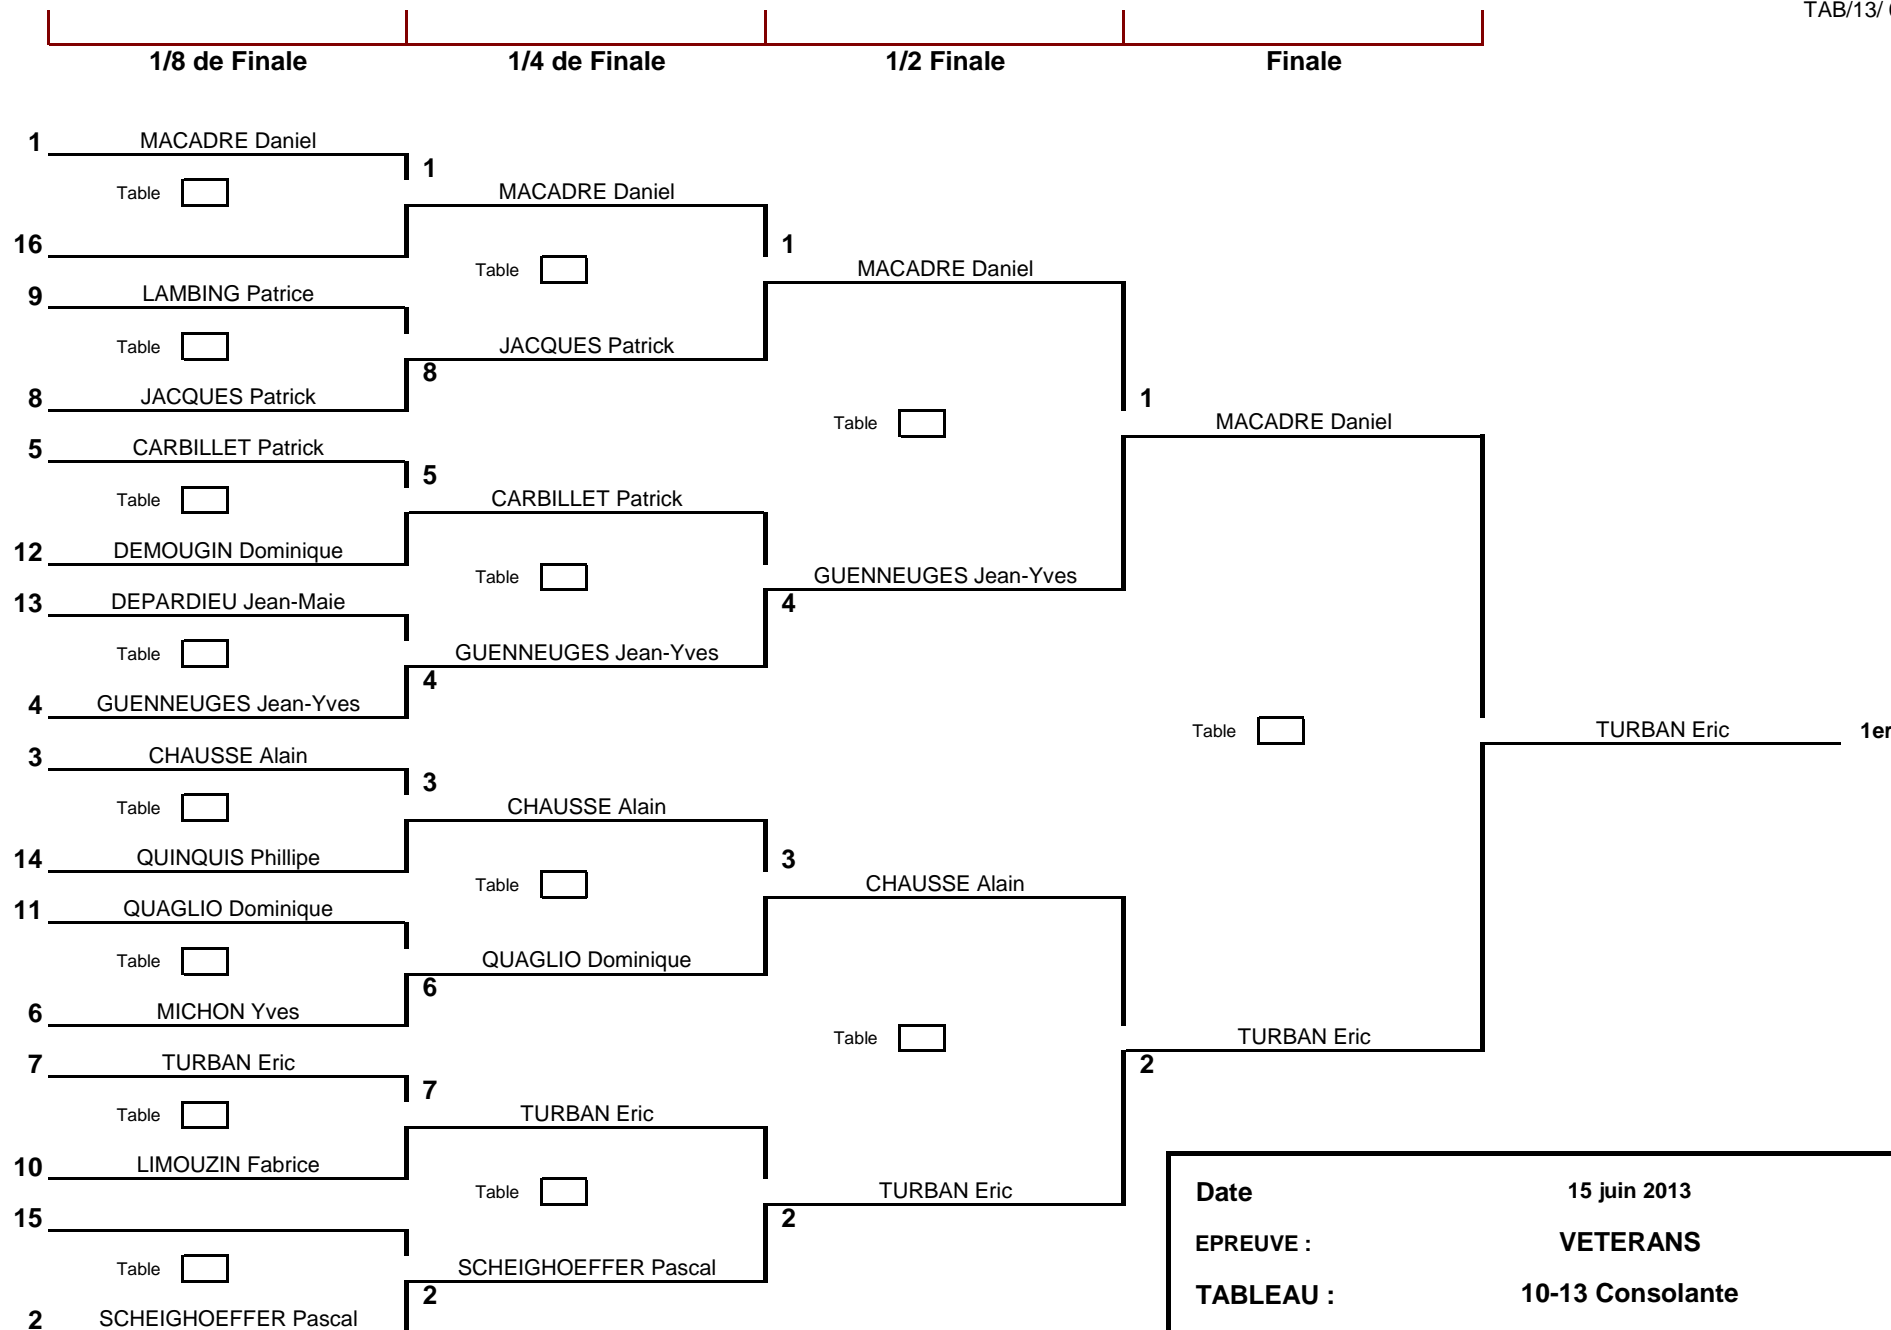 TAB/13/
1/8 de Finale 1/4 de Finale 1/2 Finale Finale
1 MACADRE Daniel
1
Table MACADRE Daniel
16 1
Table MACADRE Daniel
9 LAMBING Patrice
Table JACQUES Patrick
8
8 JACQUES Patrick 1
Table MACADRE Daniel
5 CARBILLET Patrick
5
Table CARBILLET Patrick
12 DEMOUGIN Dominique
Table GUENNEUGES Jean-Yves
13 DEPARDIEU Jean-Maie 4
Table GUENNEUGES Jean-Yves
4
4 GUENNEUGES Jean-Yves
Table TURBAN Eric 1er
3 CHAUSSE Alain
3
Table CHAUSSE Alain
14 QUINQUIS Phillipe 3
Table CHAUSSE Alain
11 QUAGLIO Dominique
Table QUAGLIO Dominique
6
6 MICHON Yves
Table TURBAN Eric
7 TURBAN Eric 2
7
Table TURBAN Eric
10 LIMOUZIN Fabrice
Table TURBAN Eric
15 2
Table SCHEIGHOEFFER Pascal
2
2 SCHEIGHOEFFER Pascal
Date 15 juin 2013
EPREUVE : VETERANS
TABLEAU : 10-13 Consolante